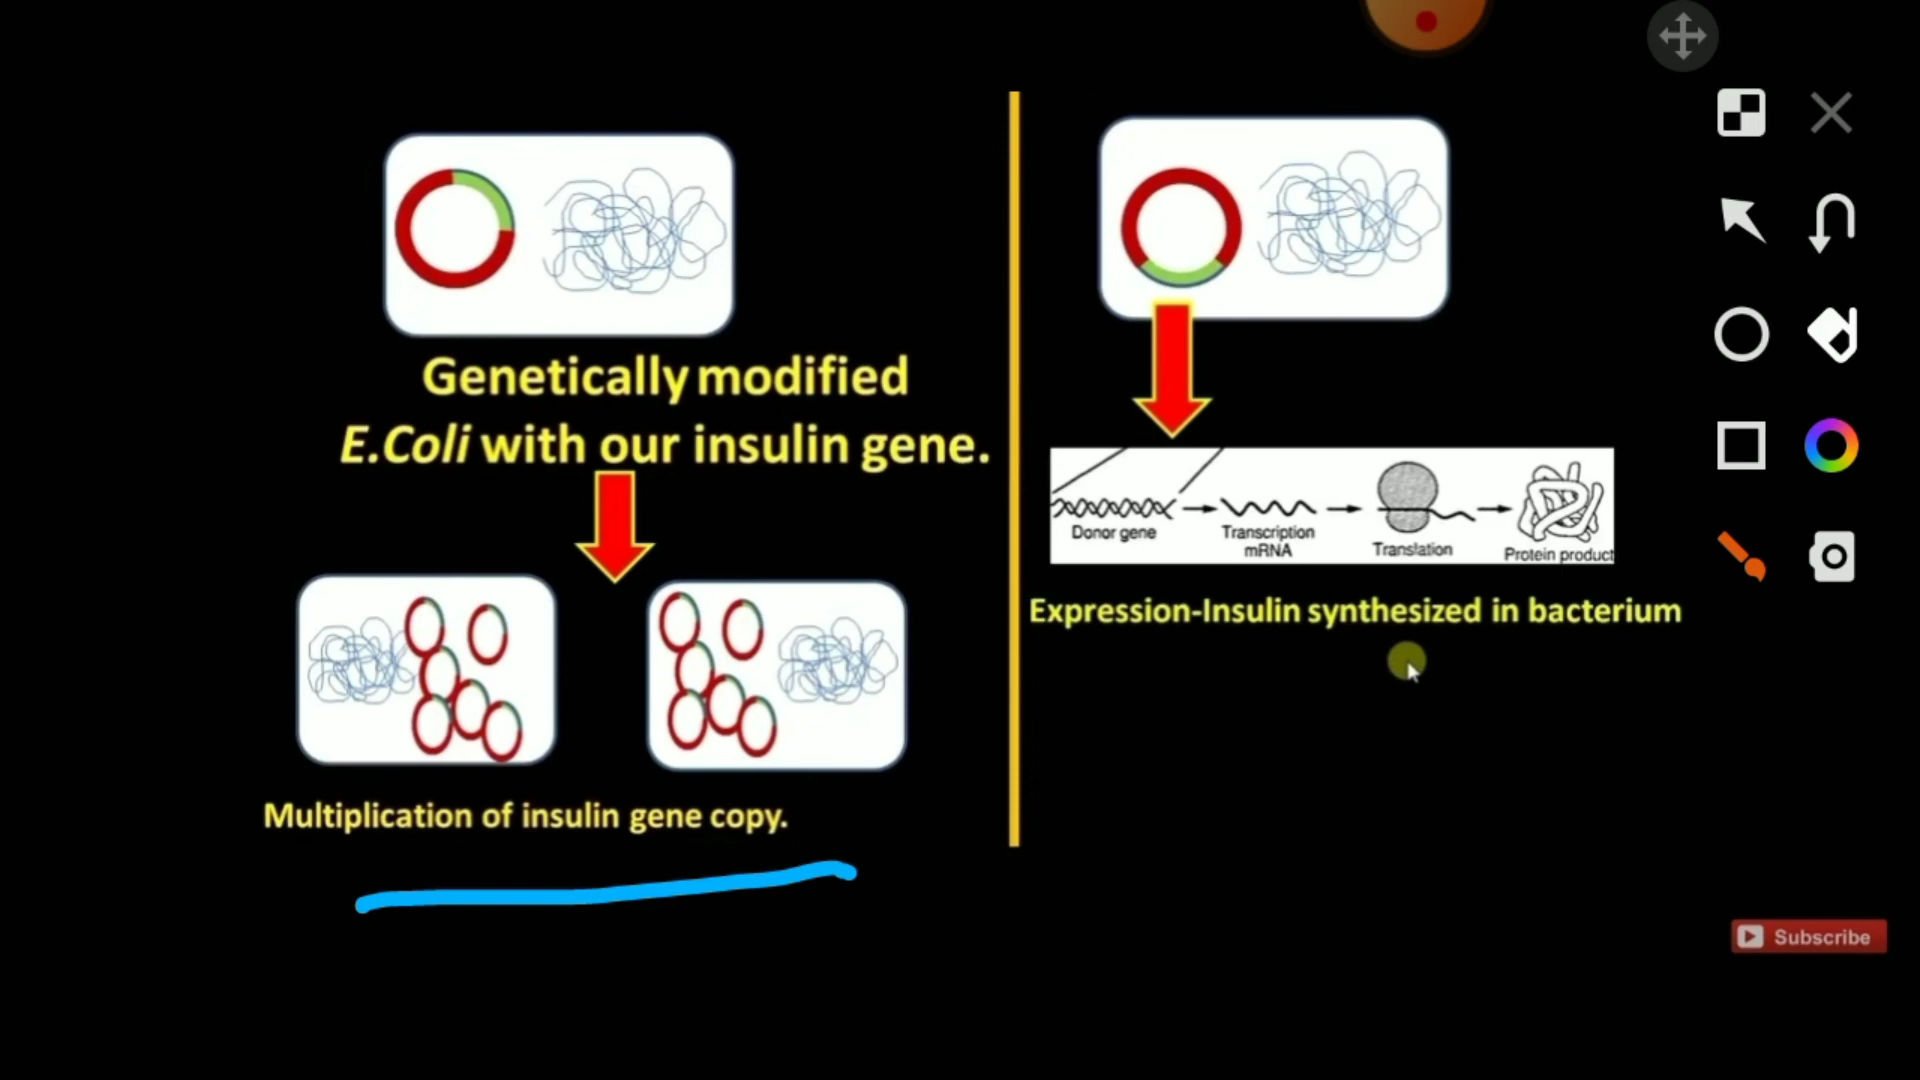 Genetically modified
E.Coli with our insulin gene.
Multiplication of insulin gene copy.
Donor gene
Transcription
mRNA
Translation
Protein product
Expression-Insulin synthesized in bacterium
Subscribe